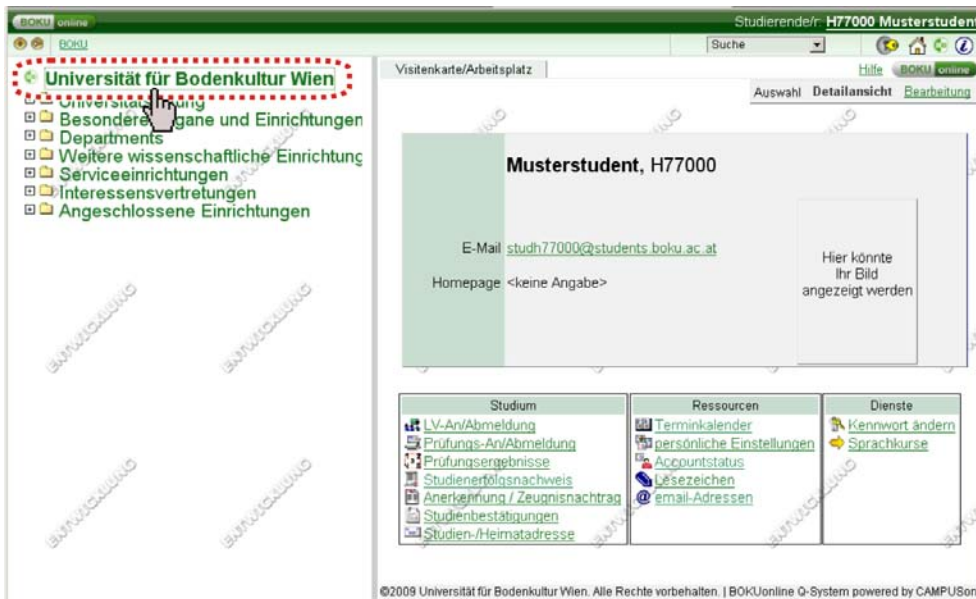 BOKU online
Studierende/r: H77000 Musterstudent
BOKU
Suche
Universität für Bodenkultur Wien
Besondere
und Einrichtungen
Departments
Weitere wissenschaftliche Einrichtung
Serviceeinrichtungen
Interessensvertretungen
Angeschlossene Einrichtungen
Visitenkarte/Arbeitsplatz
Hilfe BOKU online
Auswahl Detailansicht Bearbeitung
Musterstudent, H77000
E-Mail studh77000@students.boku.ac.at
Homepage <keine Angabe>
Hier könnte
Ihr Bild
angezeigt werden
Studium
LV-An/Abmeldung
Prüfungs-An/Abmeldung
Prüfungsergebnisse
Studienerfolgsnachweis
Anerkennung / Zeugnisnachtrag
Studienbestätigungen
Studien-/Heimatadresse
Ressourcen
Terminkalender
persönliche Einstellungen
Accountstatus
Lesezeichen
email-Adressen
Dienste
Kennwort ändern
Sprachkurse
ENTWICKLUNG
ENTWICKLUNG
ENTWICKLUNG
ENTWICKLUNG
©2009 Universität für Bodenkultur Wien. Alle Rechte vorbehalten. | BOKUonline Q-System powered by CAMPUSon